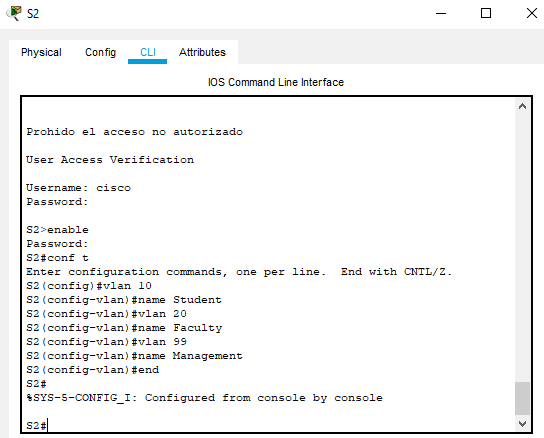 S2
Physical Config CLI Attributes
IOS Command Line Interface
Prohido el acceso no autorizado
User Access Verification
Username: cisco
Password:
S2>enable
Password:
S2#conf t
Enter configuration commands, one per line.  End with CNTL/Z.
S2(config)#vlan 10
S2(config-vlan)#name Student
S2(config-vlan)#vlan 20
S2(config-vlan)#name Faculty
S2(config-vlan)#vlan 99
S2(config-vlan)#name Management
S2(config-vlan)#end
S2#
%SYS-5-CONFIG_I: Configured from console by console
S2#